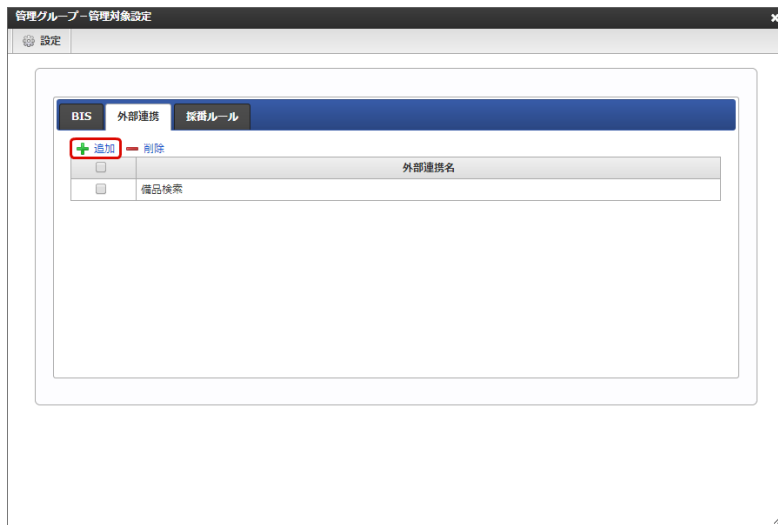 管理グループ－管理対象設定
設定
BIS 外部連携 採番ルール
追加 削除
外部連携名
備品検索